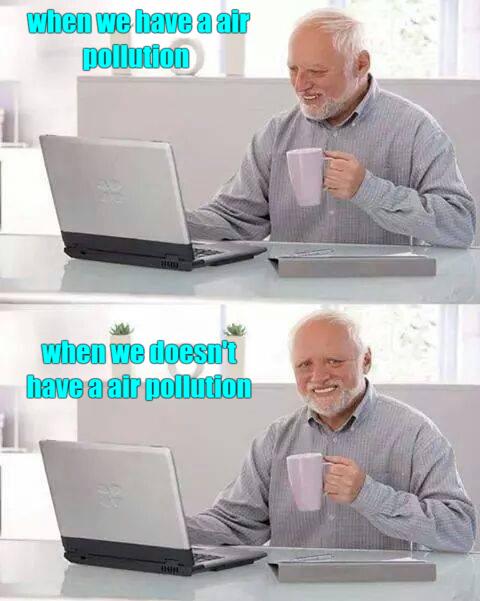 when we have a air
pollution
when we doesn't
have a air pollution